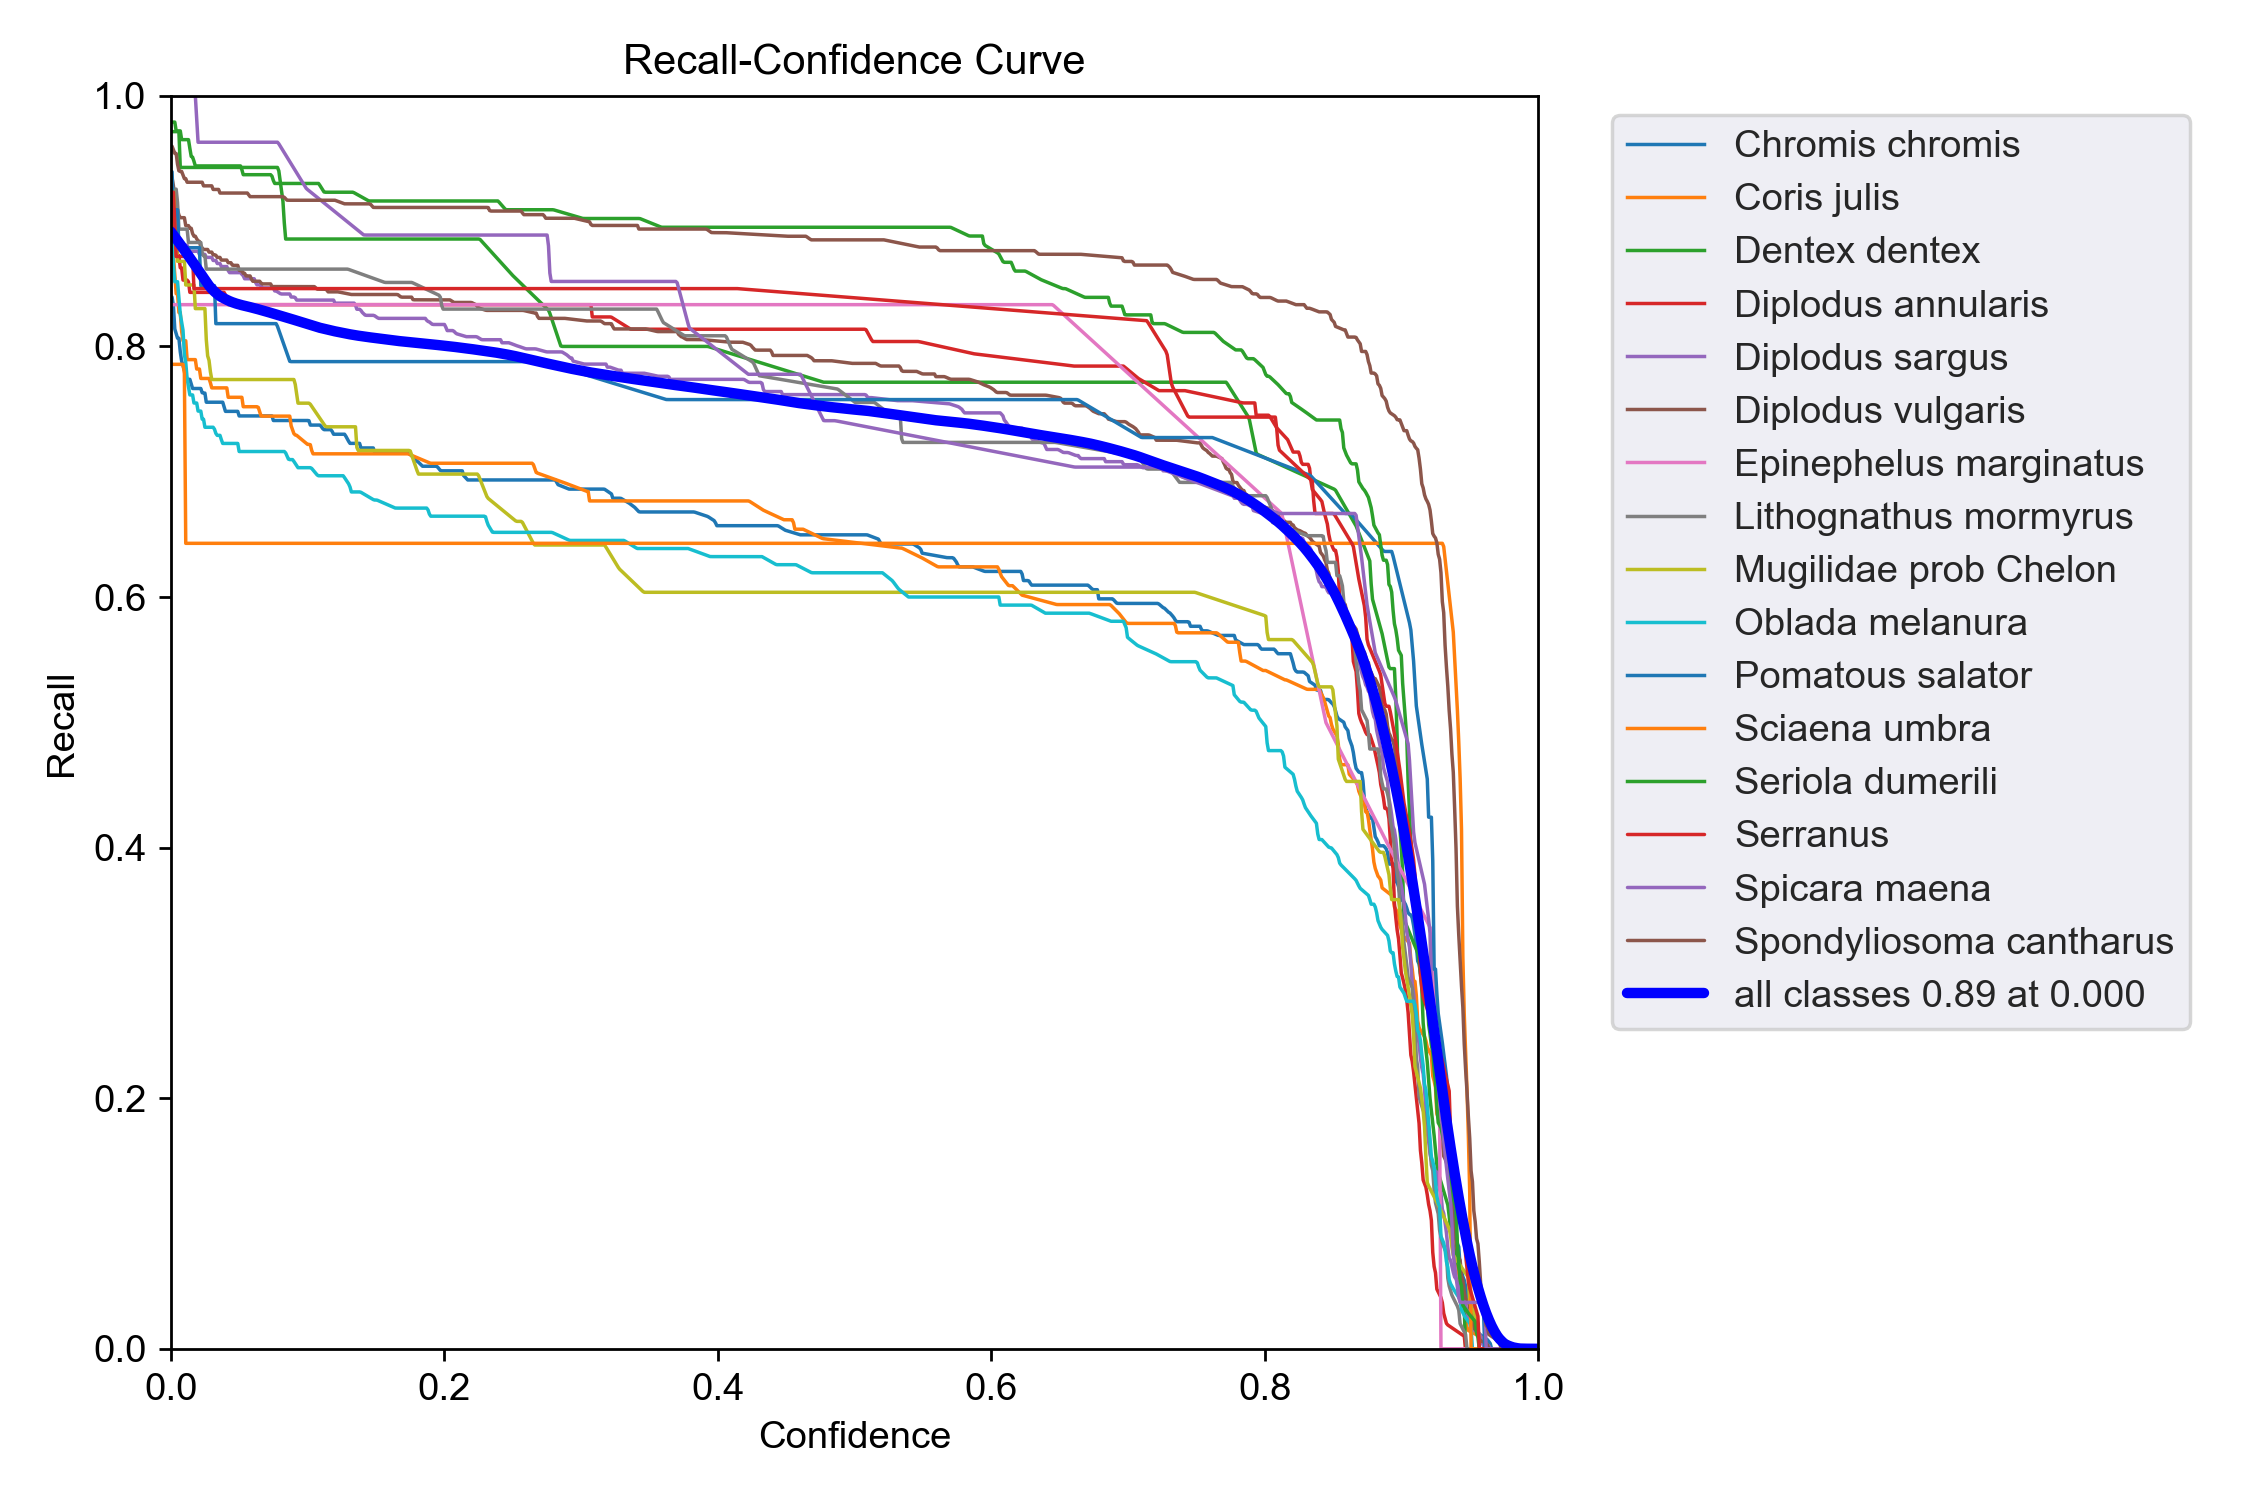 Recall-Confidence Curve
1.0
0.8
0.6
0.4
0.2
0.0
Recall
0.0 0.2 0.4 0.6 0.8 1.0
Confidence
Chromis chromis
Coris julis
Dentex dentex
Diplodus annularis
Diplodus sargus
Diplodus vulgaris
Epinephelus marginatus
Lithognathus mormyrus
Mugilidae prob Chelon
Oblada melanura
Pomatous salator
Sciaena umbra
Seriola dumerili
Serranus
Spicara maena
Spondyliosoma cantharus
all classes 0.89 at 0.000